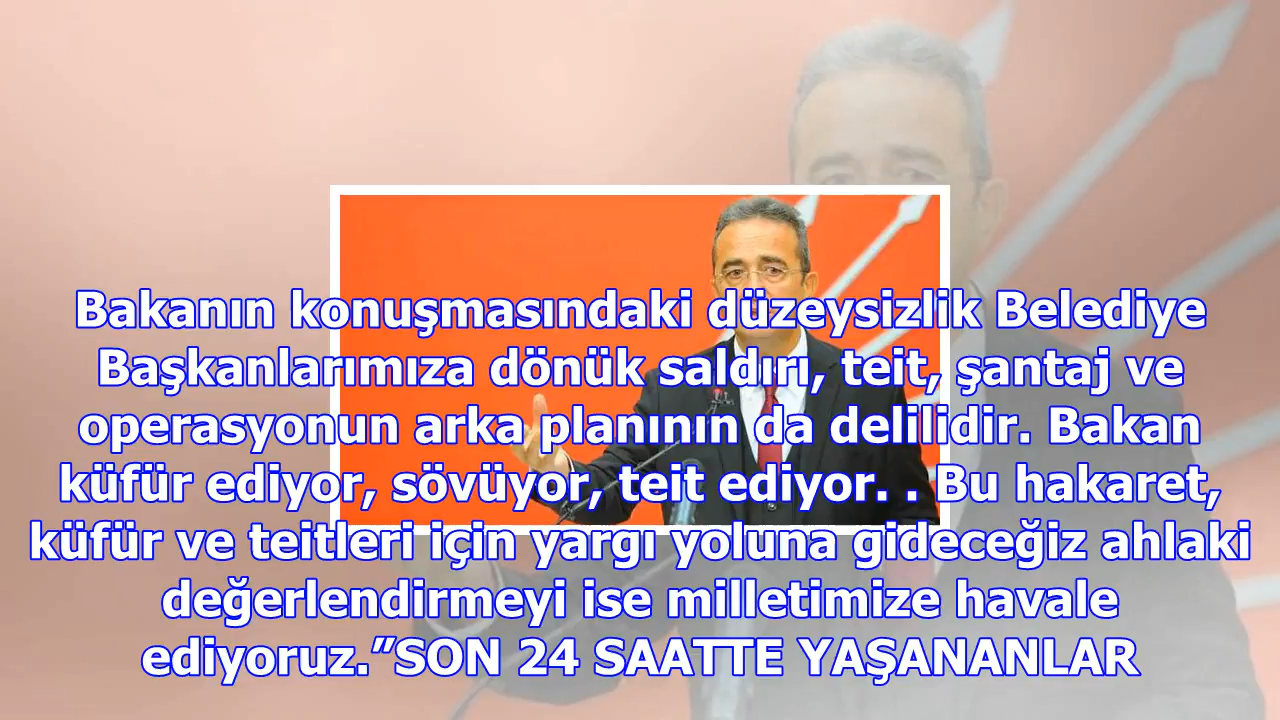 Bakanın konuşmasındaki düzeysizlik Belediye
Başkanlarımıza dönük saldırı, teit, şantaj ve
operasyonun arka planının da delilidir. Bakan
küfür ediyor, sövüyor, teit ediyor. . Bu hakaret,
küfür ve teitleri için yargı yoluna gideceğiz ahlaki
değerlendirmeyi ise milletimize havale
ediyoruz.”SON 24 SAATTE YAŞANANLAR